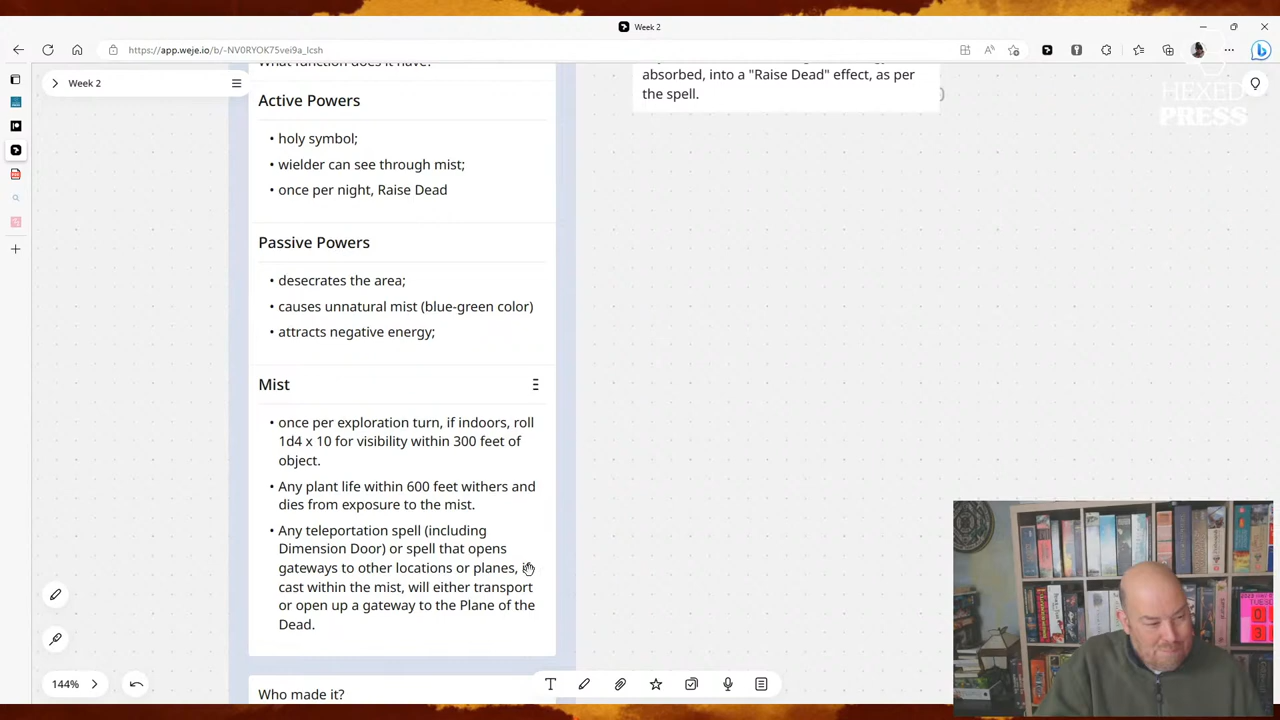 Week 2
https://app.weje.io/b/-NV0RYOK75vei9a_lcsh
Week 2
HEXED
PRESS
What function does it have?
absorbed, into a "Raise Dead" effect, as per
the spell.
Active Powers
• holy symbol;
• wielder can see through mist;
• once per night, Raise Dead
Passive Powers
• desecrates the area;
• causes unnatural mist (blue-green color)
• attracts negative energy;
Mist
• once per exploration turn, if indoors, roll
1d4 x 10 for visibility within 300 feet of
object.
• Any plant life within 600 feet withers and
dies from exposure to the mist.
• Any teleportation spell (including
Dimension Door) or spell that opens
gateways to other locations or planes,
cast within the mist, will either transport
or open up a gateway to the Plane of the
Dead.
Who made it?
144%
TUESD
0
3